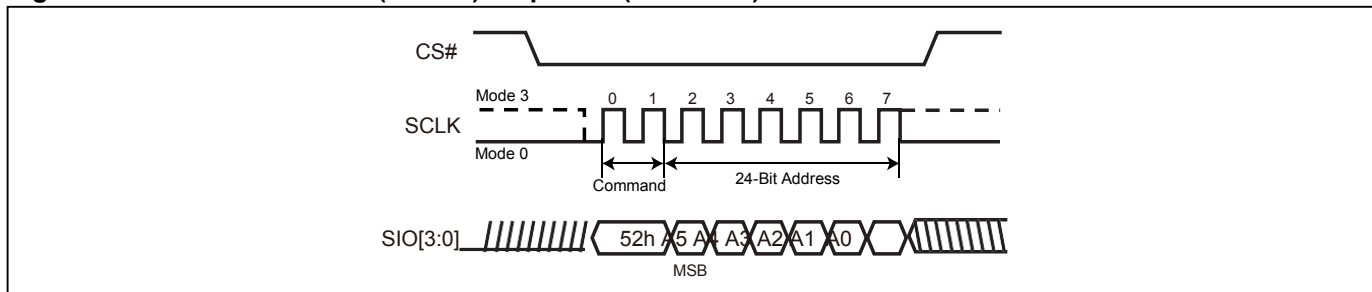 CS#
Mode 3
0 1 2 3 4 5 6 7
SCLK
Mode 0
Command
24-Bit Address
SIO[3:0]
52h A5 A4 A3 A2 A1 A0
MSB